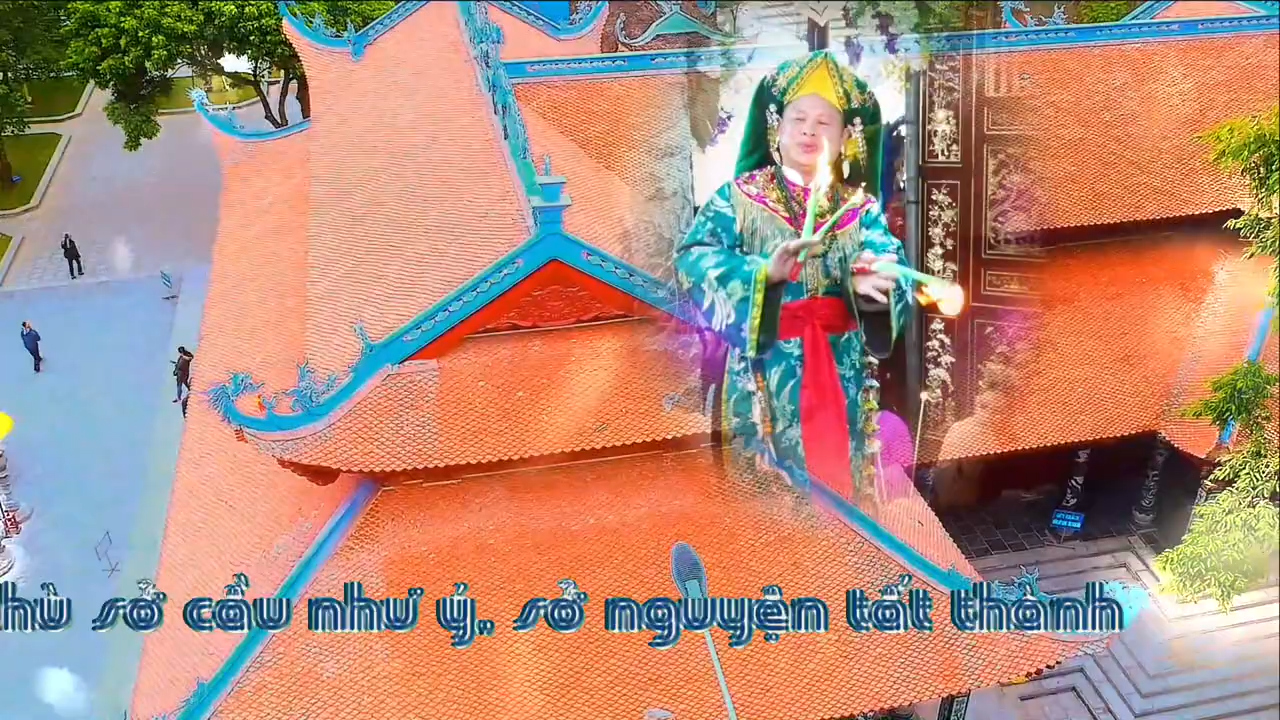 hù sở cầu như ý, sở nguyện tất thành